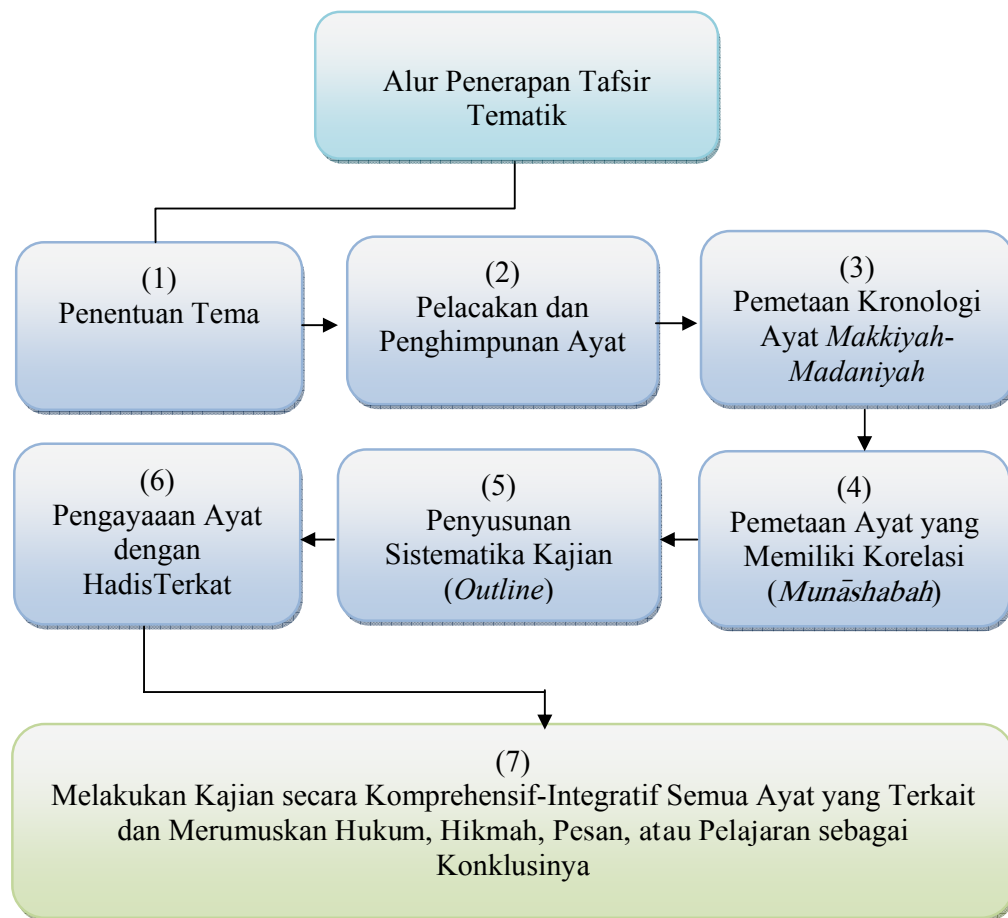 Alur Penerapan Tafsir
Tematik
(1)
Penentuan Tema
(2)
Pelacakan dan
Penghimpunan Ayat
(3)
Pemetaan Kronologi
Ayat Makkiyah-
Madaniyah
(4)
Pemetaan Ayat yang
Memiliki Korelasi
(Munāshabah)
(5)
Penyusunan
Sistematika Kajian
(Outline)
(6)
Pengayaaan Ayat
dengan
HadisTerkat
(7)
Melakukan Kajian secara Komprehensif-Integratif Semua Ayat yang Terkait
dan Merumuskan Hukum, Hikmah, Pesan, atau Pelajaran sebagai
Konklusinya